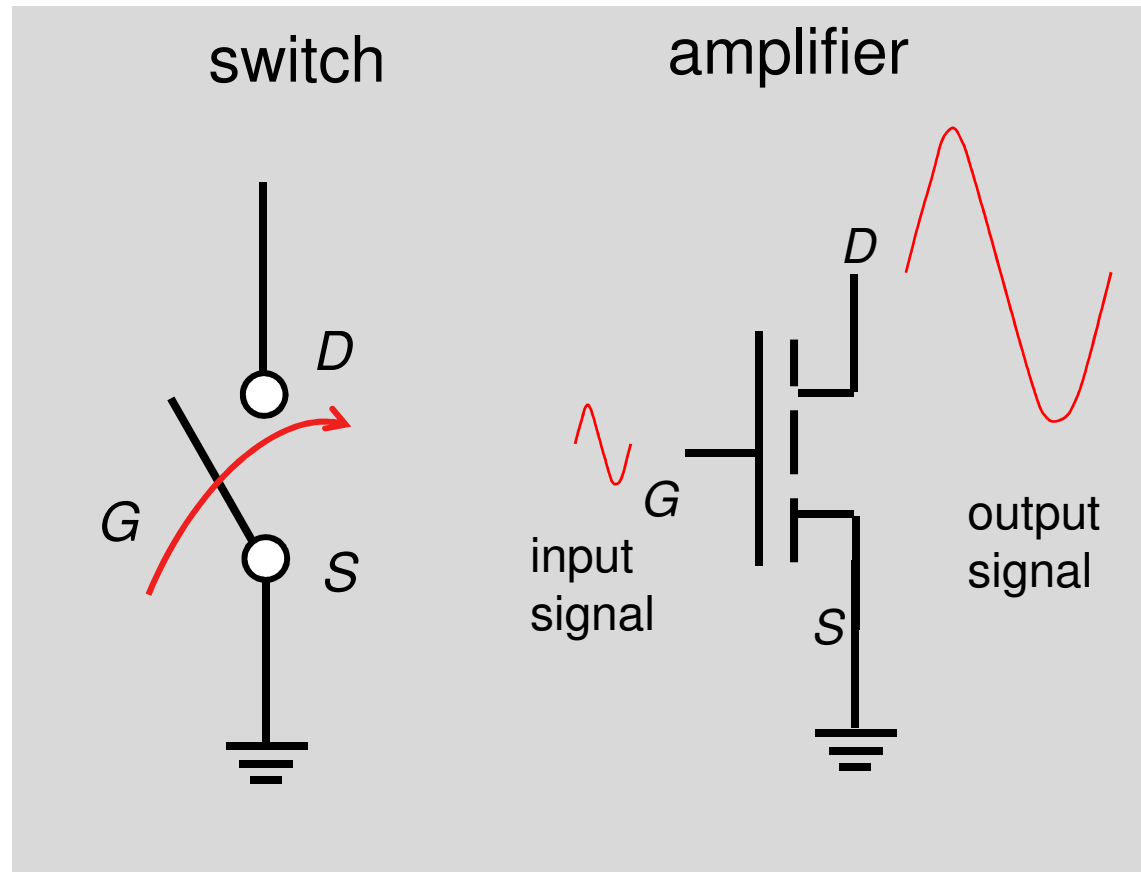 switch
D
G
S
amplifier
D
G
input
signal
S
output
signal